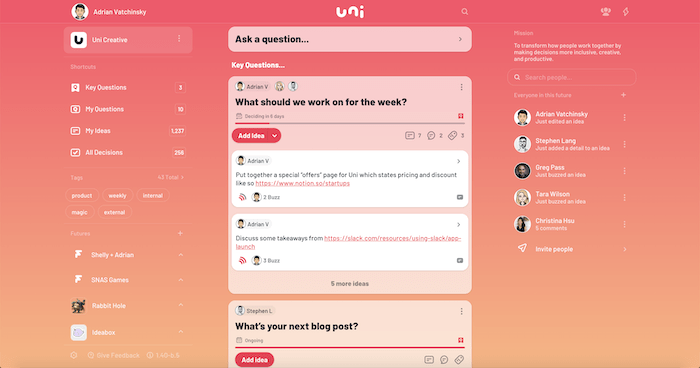 Adrian Vatchinsky
uni
Uni Creative
Shortcuts
Key Questions 3
My Questions 10
My Ideas 1,237
All Decisions 256
Tags
All Total >
product weekly internal
magic external
Futures +
Shelly + Adrian
SNAS Games
Rabbit Hole
Ideabox
Give Feedback
Ask a question...
Key Questions...
Adrian V
What should we work on for the week?
Deciding in 6 days
Add Idea 7 2 3
Adrian V
Put together a special "offers" page for Uni which states pricing and discount
like so https://www.notion.so/startups
2 Buzz
Adrian V
Discuss some takeaways from https://slack.com/resources/using-slack/app-
launch
3 Buzz
5 more ideas
Stephen L
What's your next blog post?
Ongoing
Add idea
Mission
To transform how people work together by
making decisions more inclusive, creative,
and productive.
Search people...
Everyone in this future +
Adrian Vatchinsky
Just edited an idea
Stephen Lang
Just added a detail to an idea
Greg Pass
Just buzzed an idea
Tara Wilson
Just buzzed an idea
Christina Hsu
5 comments
Invite people